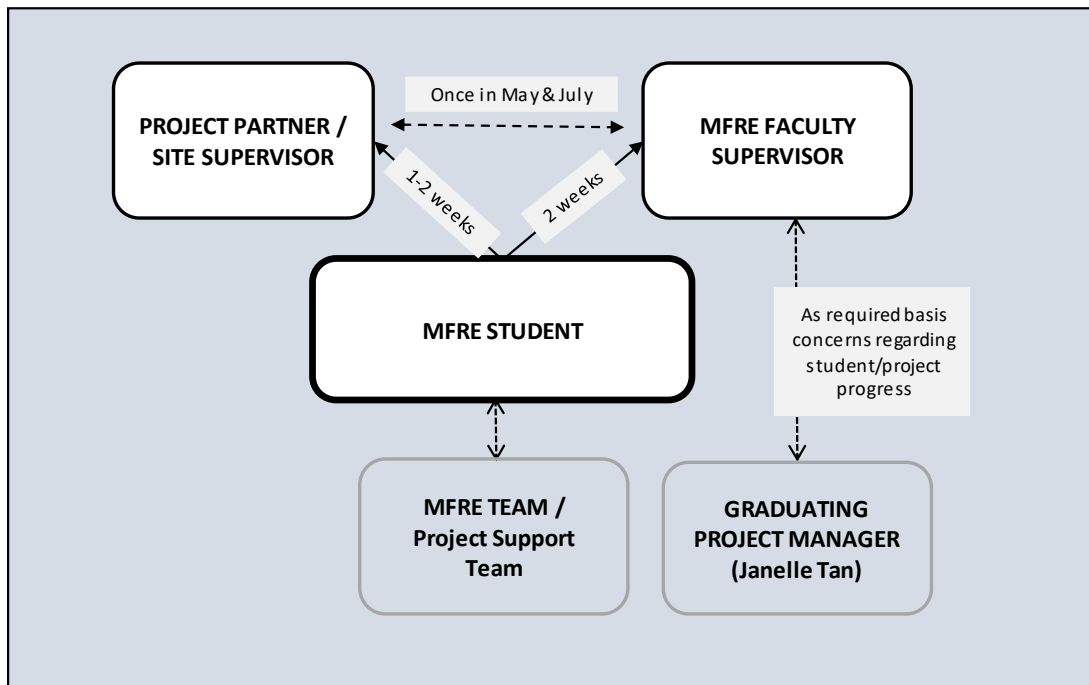 Once in May & July
PROJECT PARTNER /
SITE SUPERVISOR
MFRE FACULTY
SUPERVISOR
1-2 weeks
2 weeks
MFRE STUDENT
As required basis
concerns regarding
student/project
progress
MFRE TEAM /
Project Support
Team
GRADUATING
PROJECT MANAGER
(Janelle Tan)